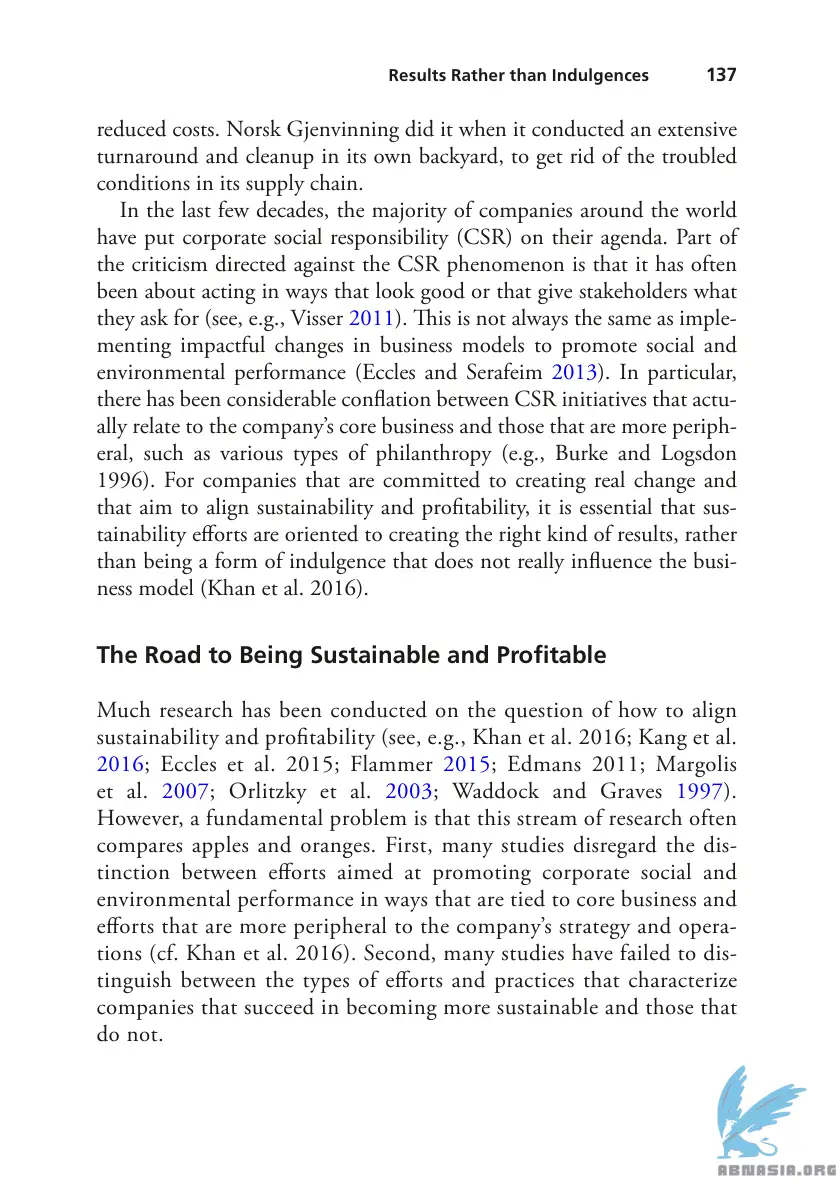 Results Rather than Indulgences 137
reduced costs. Norsk Gjenvinning did it when it conducted an extensive
turnaround and cleanup in its own backyard, to get rid of the troubled
conditions in its supply chain.
In the last few decades, the majority of companies around the world
have put corporate social responsibility (CSR) on their agenda. Part of
the criticism directed against the CSR phenomenon is that it has often
been about acting in ways that look good or that give stakeholders what
they ask for (see, e.g., Visser 2011). This is not always the same as imple-
menting impactful changes in business models to promote social and
environmental performance (Eccles and Serafeim 2013). In particular,
there has been considerable conflation between CSR initiatives that actu-
ally relate to the company's core business and those that are more periph-
eral, such as various types of philanthropy (e.g., Burke and Logsdon
1996). For companies that are committed to creating real change and
that aim to align sustainability and profitability, it is essential that sus-
tainability efforts are oriented to creating the right kind of results, rather
than being a form of indulgence that does not really influence the busi-
ness model (Khan et al. 2016).
The Road to Being Sustainable and Profitable
Much research has been conducted on the question of how to align
sustainability and profitability (see, e.g., Khan et al. 2016; Kang et al.
2016; Eccles et al. 2015; Flammer 2015; Edmans 2011; Margolis
et al. 2007; Orlitzky et al. 2003; Waddock and Graves 1997).
However, a fundamental problem is that this stream of research often
compares apples and oranges. First, many studies disregard the dis-
tinction between efforts aimed at promoting corporate social and
environmental performance in ways that are tied to core business and
efforts that are more peripheral to the company's strategy and opera-
tions (cf. Khan et al. 2016). Second, many studies have failed to dis-
tinguish between the types of efforts and practices that characterize
companies that succeed in becoming more sustainable and those that
do not.
ABNASIA.ORG